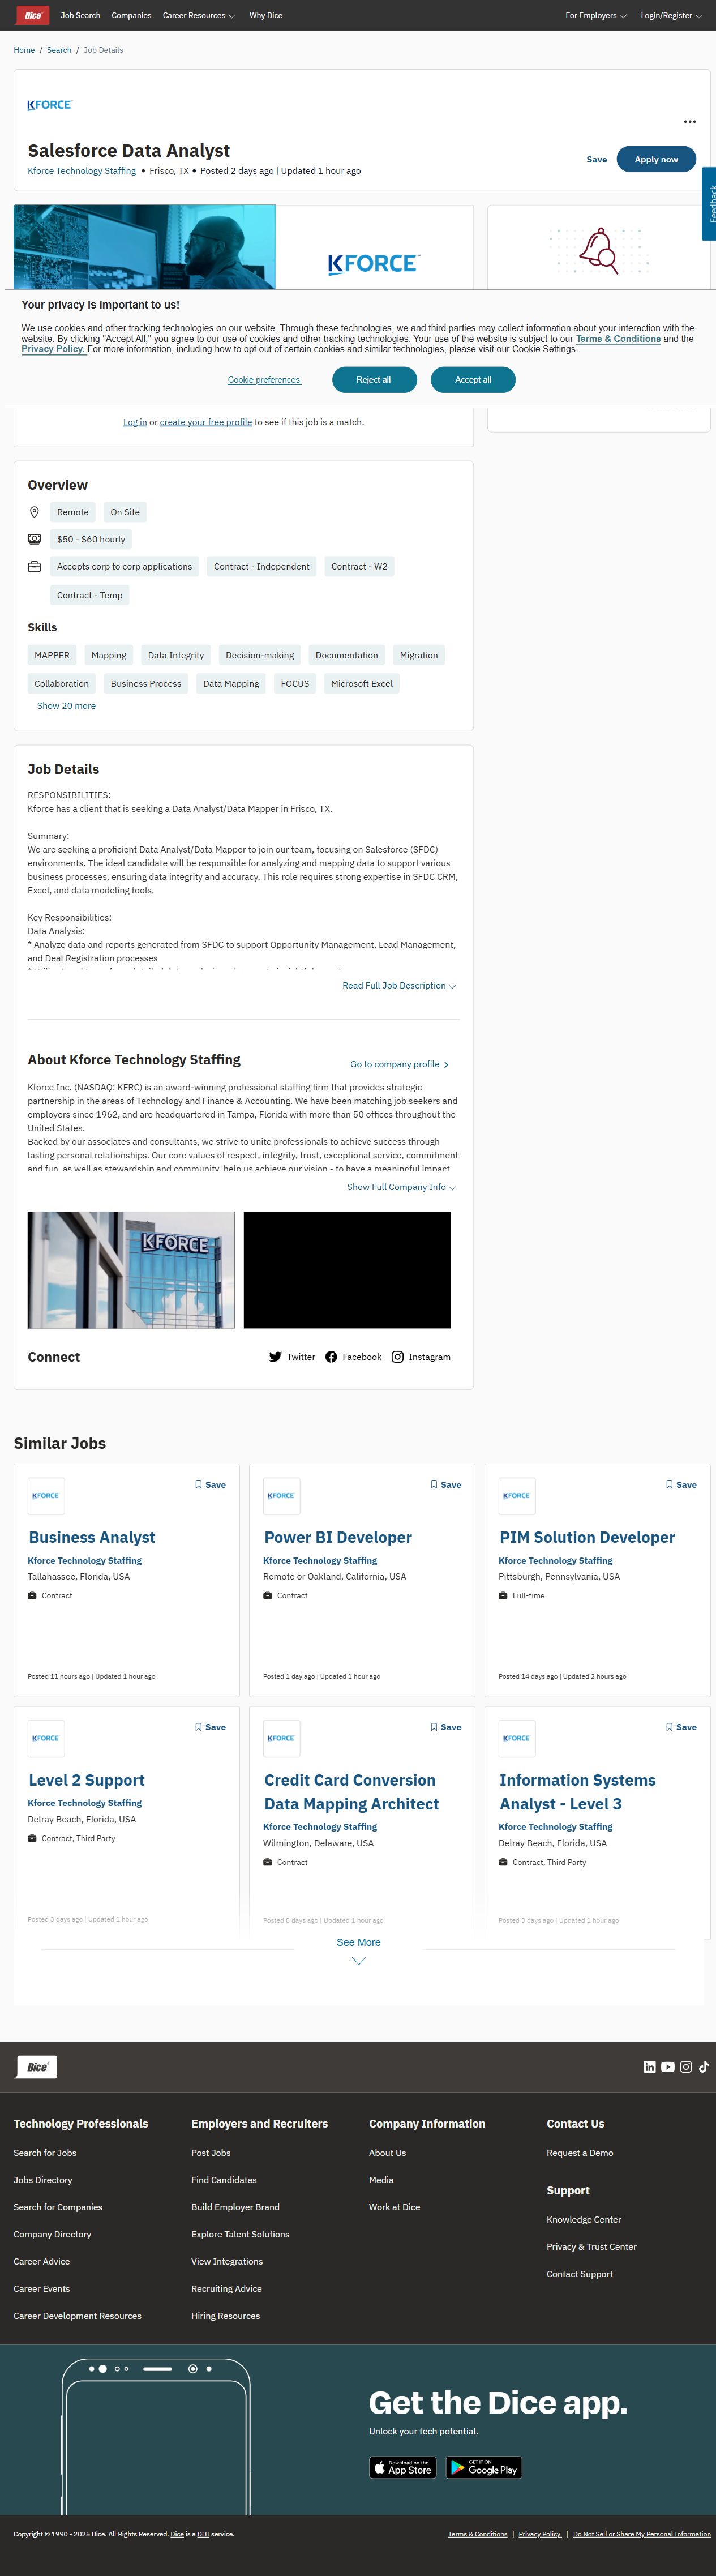 Dice
Job Search Companies Career Resources Why Dice For Employers Login/Register
Home / Search / Job Details
KFORCE
Salesforce Data Analyst
Save Apply now
Kforce Technology Staffing • Frisco, TX • Posted 2 days ago | Updated 1 hour ago
Feedback
KFORCE
Your privacy is important to us!
We use cookies and other tracking technologies on our website. Through these technologies, we and third parties may collect information about your interaction with the
website. By clicking "Accept All," you agree to our use of cookies and other tracking technologies. Your use of the website is subject to our Terms & Conditions and the
Privacy Policy. For more information, including how to opt out of certain cookies and similar technologies, please visit our Cookie Settings.
Cookie preferences Reject all Accept all
Log in or create your free profile to see if this job is a match.
Overview
Remote On Site
$50 - $60 hourly
Accepts corp to corp applications Contract - Independent Contract - W2
Contract - Temp
Skills
MAPPER Mapping Data Integrity Decision-making Documentation Migration
Collaboration Business Process Data Mapping FOCUS Microsoft Excel
Show 20 more
Job Details
RESPONSIBILITIES:
Kforce has a client that is seeking a Data Analyst/Data Mapper in Frisco, TX.
Summary:
We are seeking a proficient Data Analyst/Data Mapper to join our team, focusing on Salesforce (SFDC)
environments. The ideal candidate will be responsible for analyzing and mapping data to support various
business processes, ensuring data integrity and accuracy. This role requires strong expertise in SFDC CRM,
Excel, and data modeling tools.
Key Responsibilities:
Data Analysis:
* Analyze data and reports generated from SFDC to support Opportunity Management, Lead Management,
and Deal Registration processes
Read Full Job Description
About Kforce Technology Staffing
Go to company profile
Kforce Inc. (NASDAQ: KFRC) is an award-winning professional staffing firm that provides strategic
partnership in the areas of Technology and Finance & Accounting. We have been matching job seekers and
employers since 1962, and are headquartered in Tampa, Florida with more than 50 offices throughout the
United States.
Backed by our associates and consultants, we strive to unite professionals to achieve success through
lasting personal relationships. Our core values of respect, integrity, trust, exceptional service, commitment
and fun, as well as stewardship and community, help us achieve our vision - to have a meaningful impact
Show Full Company Info
KFORCE
Connect Twitter Facebook Instagram
Similar Jobs
KFORCE Save
Business Analyst
Kforce Technology Staffing
Tallahassee, Florida, USA
Contract
Posted 11 hours ago | Updated 1 hour ago
KFORCE Save
Power BI Developer
Kforce Technology Staffing
Remote or Oakland, California, USA
Contract
Posted 1 day ago | Updated 1 hour ago
KFORCE Save
PIM Solution Developer
Kforce Technology Staffing
Pittsburgh, Pennsylvania, USA
Full-time
Posted 14 days ago | Updated 2 hours ago
KFORCE Save
Level 2 Support
Kforce Technology Staffing
Delray Beach, Florida, USA
Contract, Third Party
Posted 3 days ago | Updated 1 hour ago
KFORCE Save
Credit Card Conversion
Data Mapping Architect
Kforce Technology Staffing
Wilmington, Delaware, USA
Contract
Posted 8 days ago | Updated 1 hour ago
KFORCE Save
Information Systems
Analyst - Level 3
Kforce Technology Staffing
Delray Beach, Florida, USA
Contract, Third Party
Posted 3 days ago | Updated 1 hour ago
See More
Dice
Technology Professionals
Search for Jobs
Jobs Directory
Search for Companies
Company Directory
Career Advice
Career Events
Career Development Resources
Employers and Recruiters
Post Jobs
Find Candidates
Build Employer Brand
Explore Talent Solutions
View Integrations
Recruiting Advice
Hiring Resources
Company Information
About Us
Media
Work at Dice
Contact Us
Request a Demo
Support
Knowledge Center
Privacy & Trust Center
Contact Support
Get the Dice app.
Unlock your tech potential.
Download on the
App Store
GET IT ON
Google Play
Copyright © 1990 - 2025 Dice. All Rights Reserved. Dice is a DHI service.
Terms & Conditions | Privacy Policy | Do Not Sell or Share My Personal Information